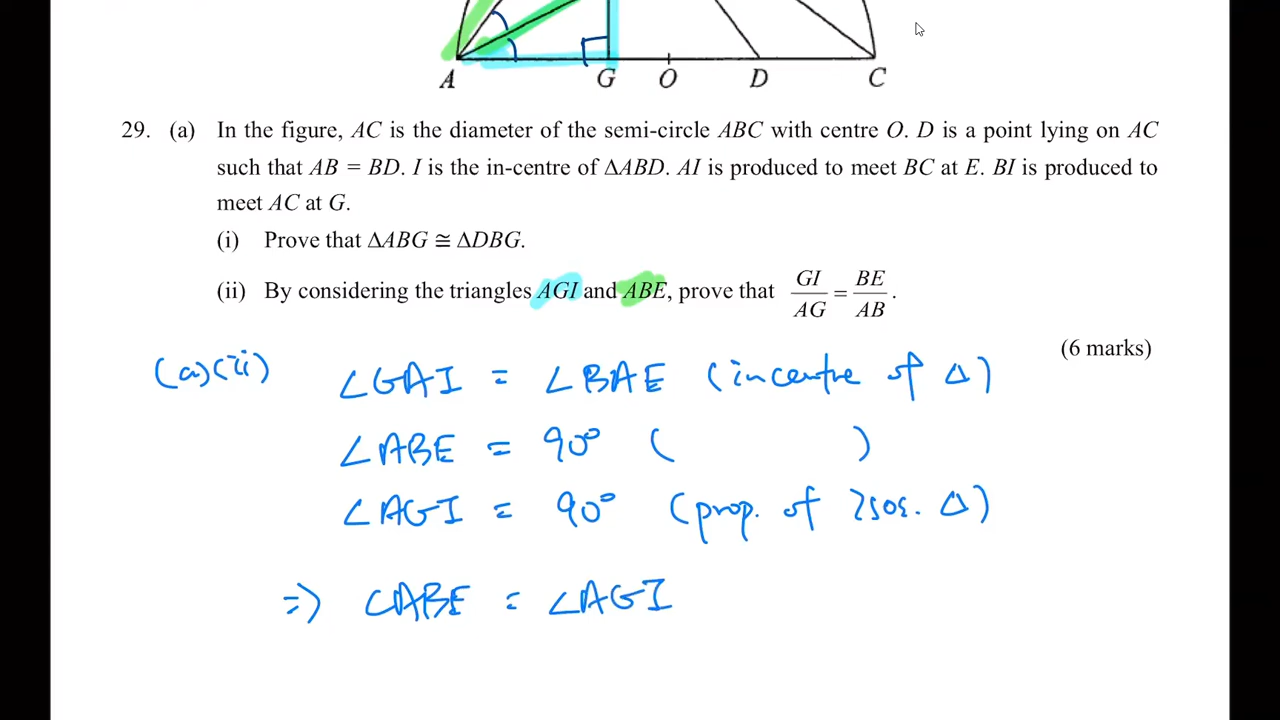 A G O D C
29. (a) In the figure, AC is the diameter of the semi-circle ABC with centre O. D is a point lying on AC
such that AB = BD. I is the in-centre of ΔABD. AI is produced to meet BC at E. BI is produced to
meet AC at G.
(i) Prove that ΔABG ≅ ΔDBG.
(ii) By considering the triangles AGI and ABE, prove that GI/AG = BE/AB.
(6 marks)
(a)(ii) ∠GAI = ∠BAE (incentre of Δ)
∠ABE = 90° ( )
∠AGI = 90° (prop. of isos. Δ)
=> ∠ABE = ∠AGI